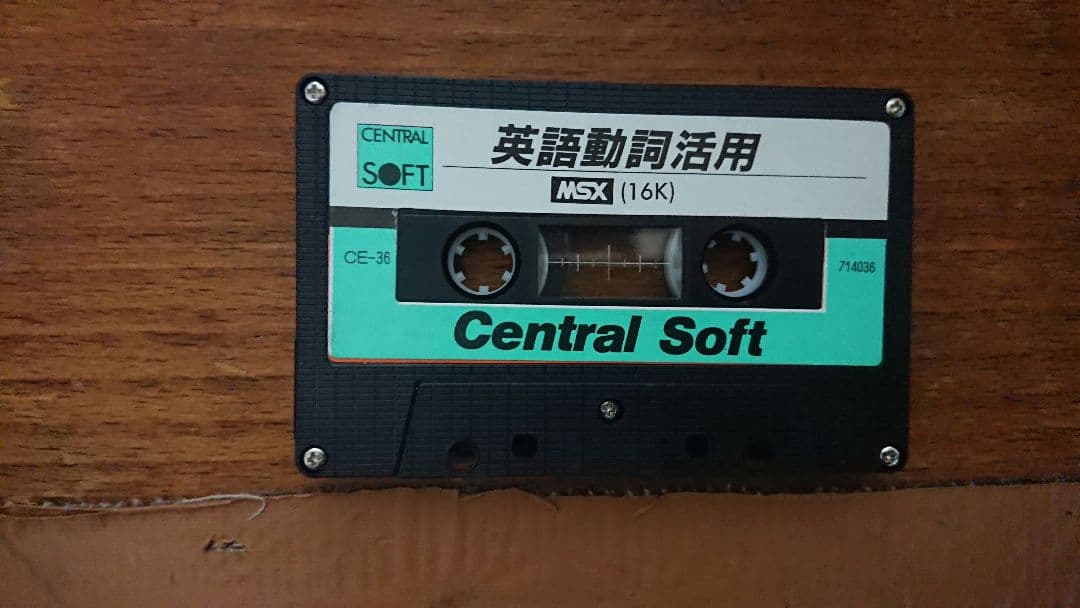 CENTRAL
SOFT
英語動詞活用
MSX (16K)
CE-36
714036
Central Soft